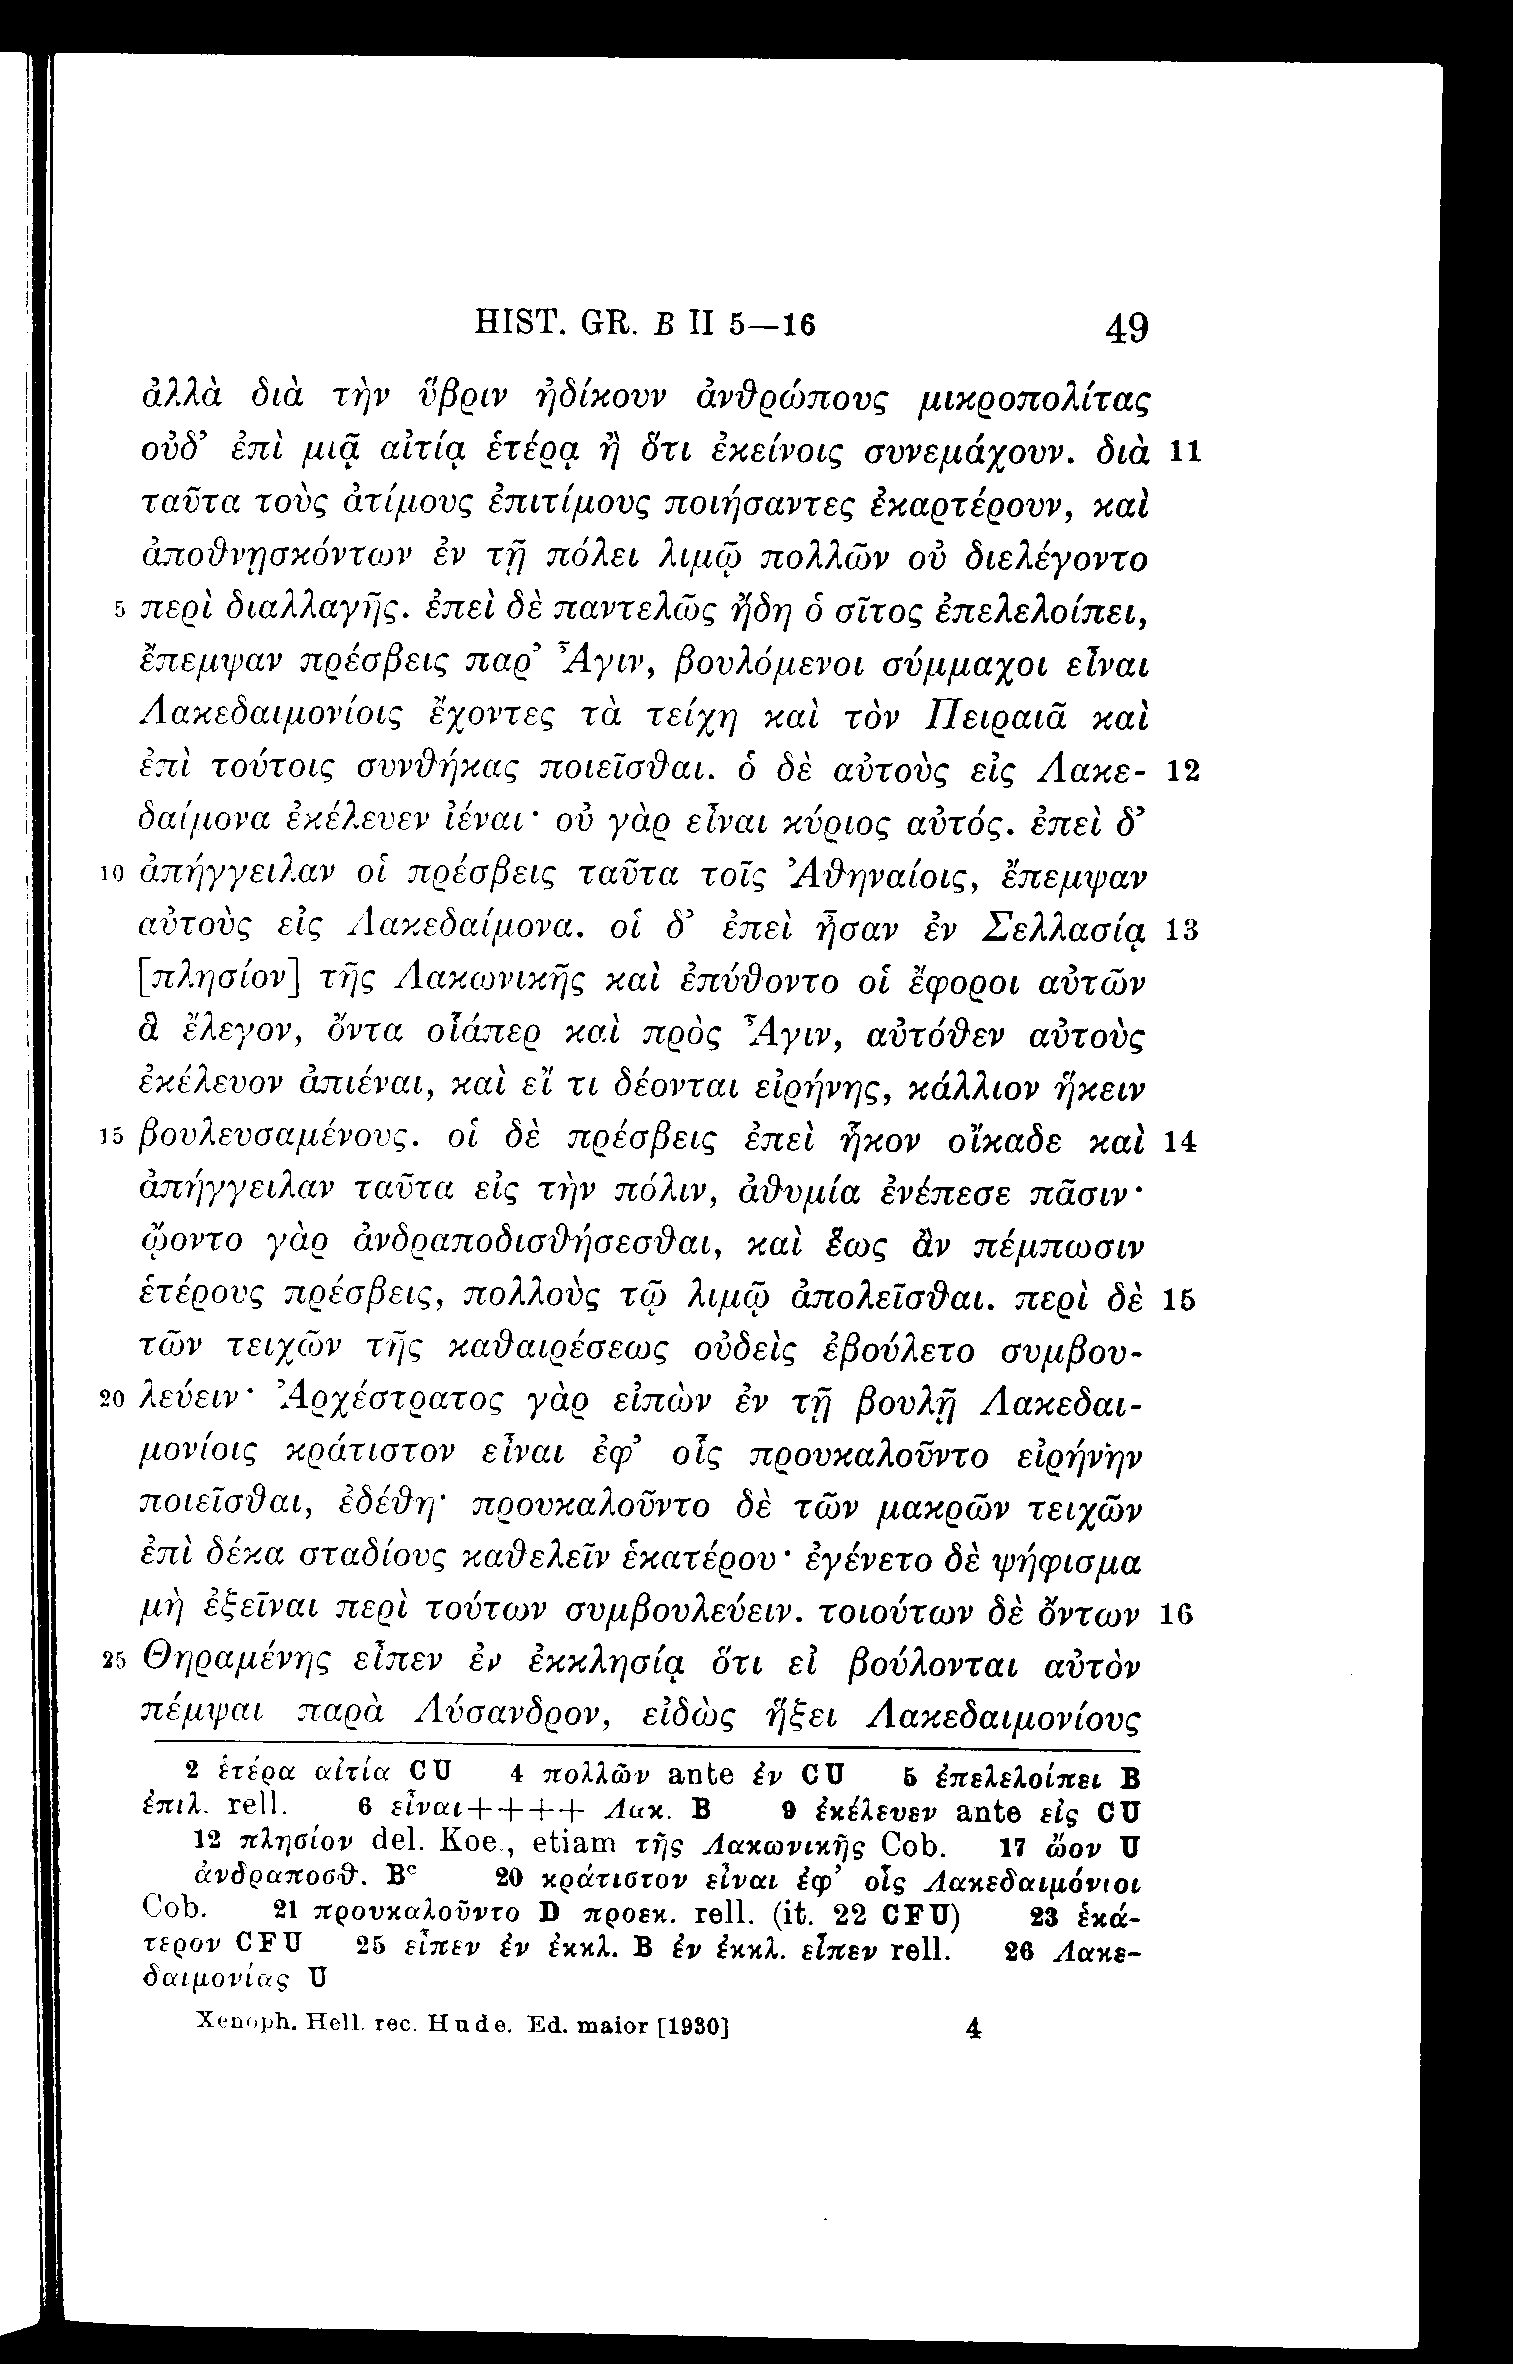 HIST. GR. B II 5—16 49
ἀλλὰ διὰ τὴν ὕβριν ἠδίκουν ἀνθρώπους μικροπολίτας
οὐδ’ ἐπὶ μιᾷ αἰτίᾳ ἑτέρᾳ ἢ ὅτι ἐκείνοις συνεμάχουν. διὰ 11
ταῦτα τοὺς ἀτίμους ἐπιτίμους ποιήσαντες ἐκαρτέρουν, καὶ
ἀποθνῃσκόντων ἐν τῇ πόλει λιμῷ πολλῶν οὐ διελέγοντο
5 περὶ διαλλαγῆς. ἐπεὶ δὲ παντελῶς ἤδη ὁ σῖτος ἐπελελοίπει,
ἔπεμψαν πρέσβεις παρ’ Ἆγιν, βουλόμενοι σύμμαχοι εἶναι
Λακεδαιμονίοις ἔχοντες τὰ τείχη καὶ τὸν Πειραιᾶ καὶ
ἐπὶ τούτοις συνθήκας ποιεῖσθαι. ὁ δὲ αὐτοὺς εἰς Λακε- 12
δαίμονα ἐκέλευεν ἰέναι· οὐ γὰρ εἶναι κύριος αὐτός. ἐπεὶ δ’
10 ἀπήγγειλαν οἱ πρέσβεις ταῦτα τοῖς Ἀθηναίοις, ἔπεμψαν
αὐτοὺς εἰς Λακεδαίμονα. οἱ δ’ ἐπεὶ ἦσαν ἐν Σελλασίᾳ 13
[πλησίον] τῆς Λακωνικῆς καὶ ἐπύθοντο οἱ ἔφοροι αὐτῶν
ἃ ἔλεγον, ὄντα οἷάπερ καὶ πρὸς Ἆγιν, αὐτόθεν αὐτοὺς
ἐκέλευον ἀπιέναι, καὶ εἴ τι δέονται εἰρήνης, κάλλιον ἥκειν
15 βουλευσαμένους. οἱ δὲ πρέσβεις ἐπεὶ ἧκον οἴκαδε καὶ 14
ἀπήγγειλαν ταῦτα εἰς τὴν πόλιν, ἀθυμία ἐνέπεσε πᾶσιν·
ᾤοντο γὰρ ἀνδραποδισθήσεσθαι, καὶ ἕως ἂν πέμπωσιν
ἑτέρους πρέσβεις, πολλοὺς τῷ λιμῷ ἀπολεῖσθαι. περὶ δὲ 15
τῶν τειχῶν τῆς καθαιρέσεως οὐδεὶς ἐβούλετο συμβου-
20 λεύειν· Ἀρχέστρατος γὰρ εἰπὼν ἐν τῇ βουλῇ Λακεδαι-
μονίοις κράτιστον εἶναι ἐφ’ οἷς προυκαλοῦντο εἰρήνην
ποιεῖσθαι, ἐδέθη· προυκαλοῦντο δὲ τῶν μακρῶν τειχῶν
ἐπὶ δέκα σταδίους καθελεῖν ἑκατέρου· ἐγένετο δὲ ψήφισμα
μὴ ἐξεῖναι περὶ τούτων συμβουλεύειν. τοιούτων δὲ ὄντων 16
25 Θηραμένης εἶπεν ἐν ἐκκλησίᾳ ὅτι εἰ βούλονται αὐτὸν
πέμψαι παρὰ Λύσανδρον, εἰδὼς ἥξει Λακεδαιμονίους
2 ἑτέρα αἰτία CU 4 πολλῶν ante ἐν CU 5 ἐπελελοίπει B
ἐπιλ. rell. 6 εἶναι++++ Λακ. B 9 ἐκέλευεν ante εἰς CU
12 πλησίον del. Koe., etiam τῆς Λακωνικῆς Cob. 17 ὤον U
ἀνδραποσθ. Bᶜ 20 κράτιστον εἶναι ἐφ’ οἷς Λακεδαιμόνιοι
Cob. 21 προυκαλοῦντο D προεκ. rell. (it. 22 CFU) 23 ἑκά-
τερον CFU 25 εἶπεν ἐν ἐκκλ. B ἐν ἐκκλ. εἶπεν rell. 26 Λακε-
δαιμονίας U
Xenoph. Hell. rec. Hude. Ed. maior [1930] 4